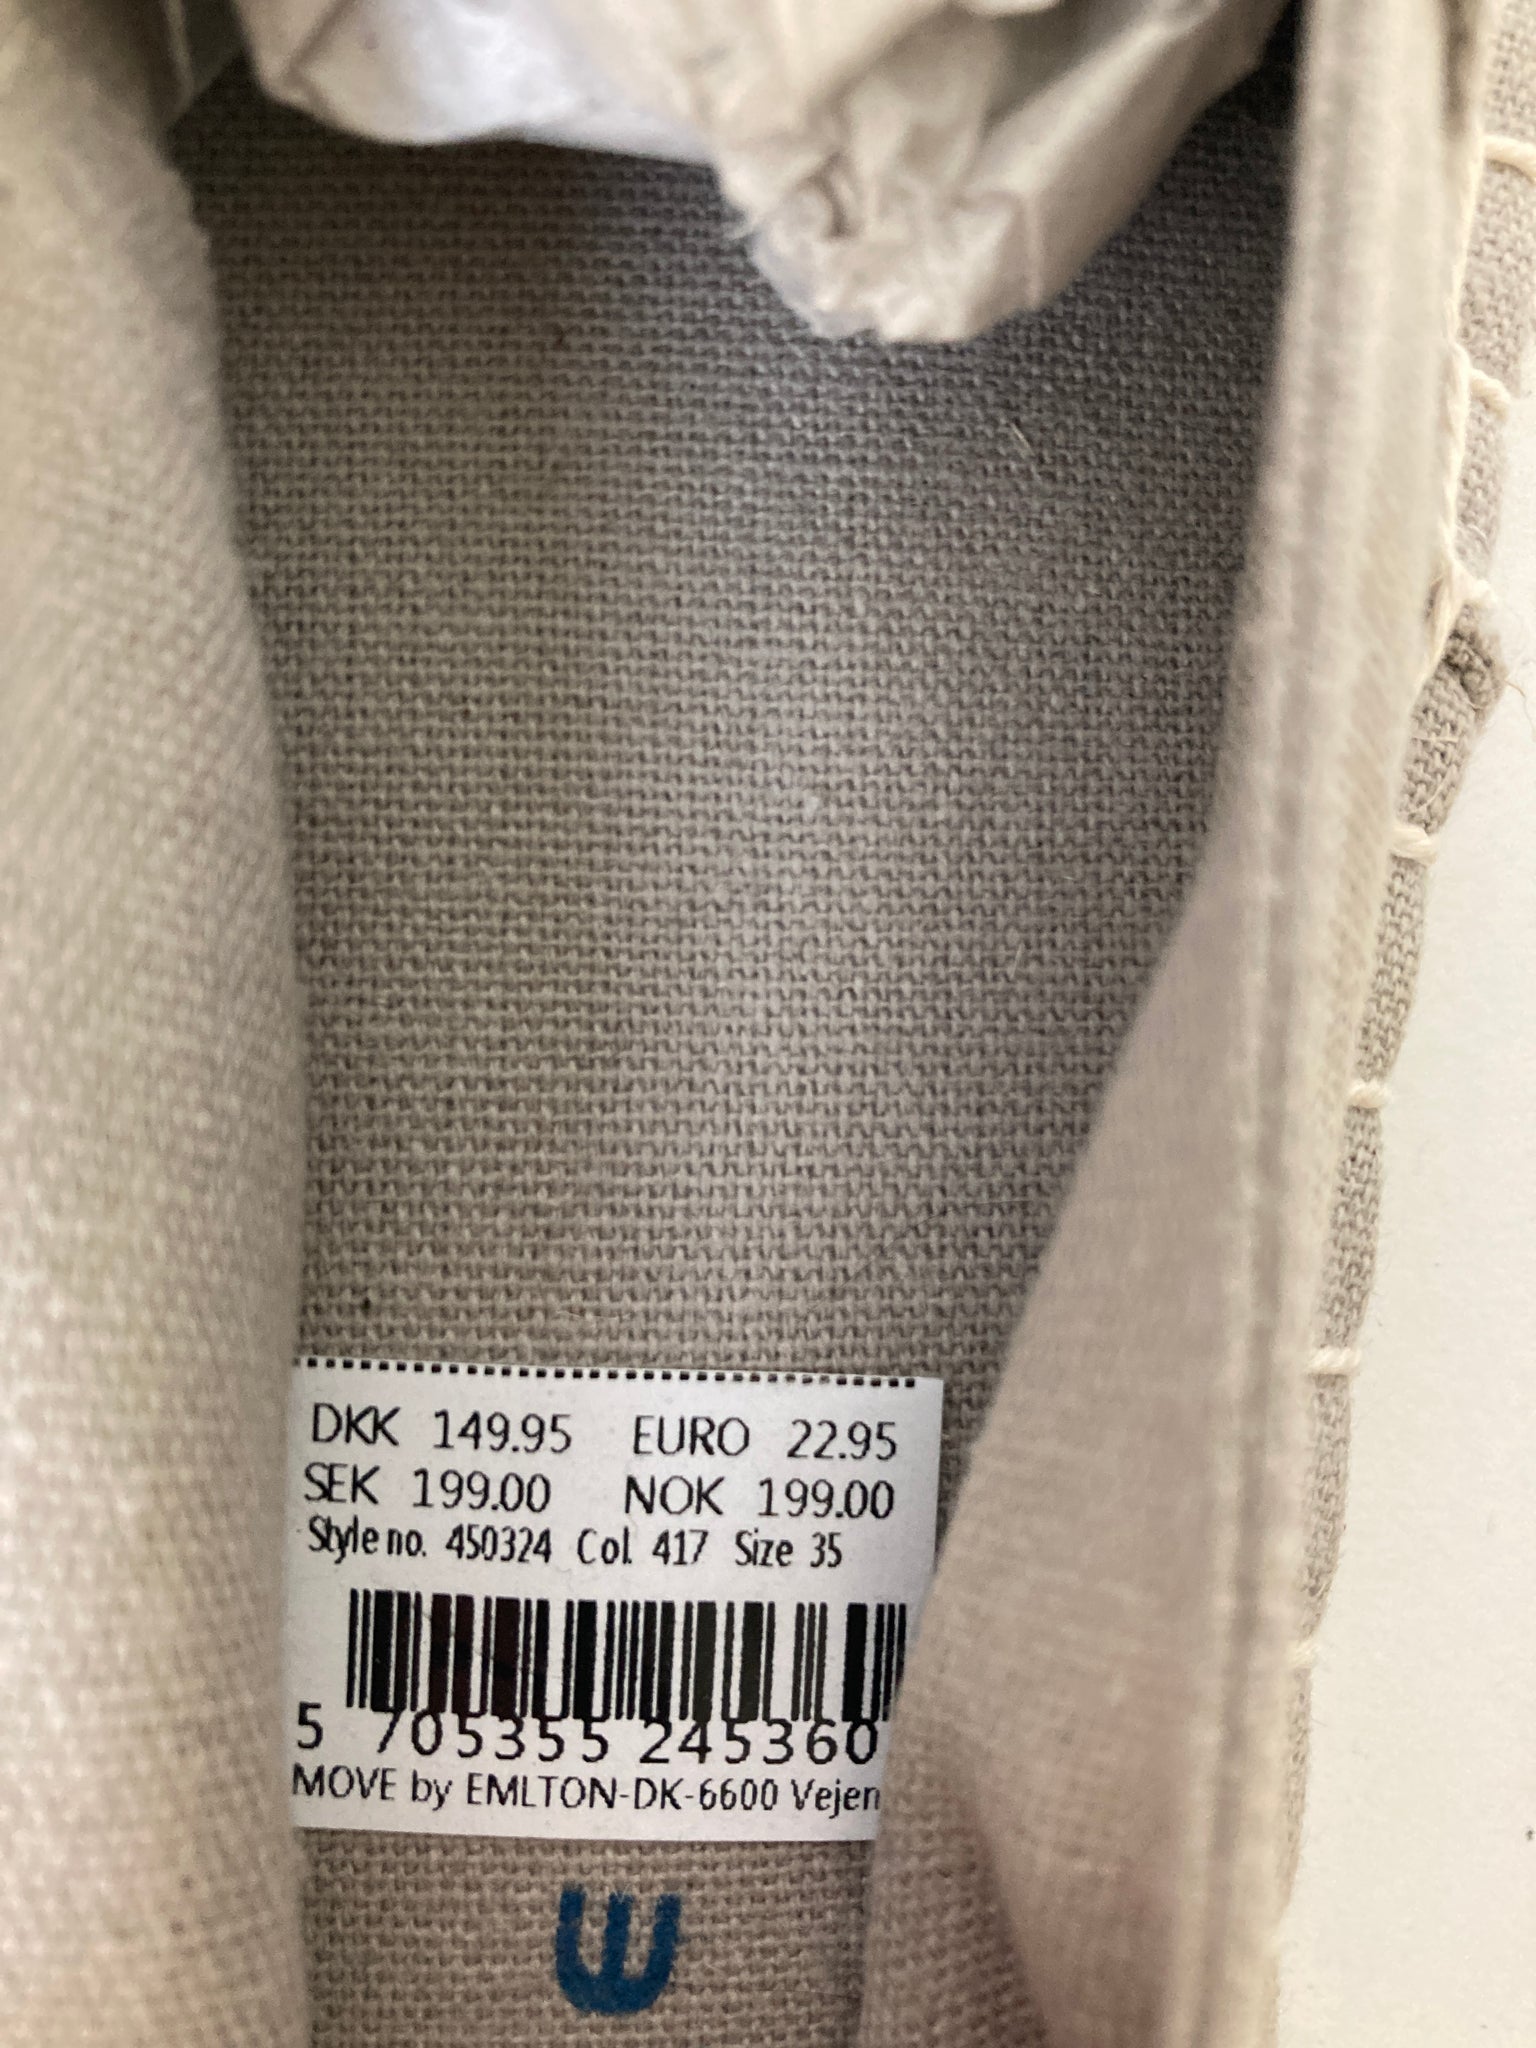 DKK 149.95 EURO 22.95
SEK 199.00 NOK 199.00
Style no. 450324 Col. 417 Size 35
5 705355 245360
MOVE by EMLTON-DK-6600 Vejen